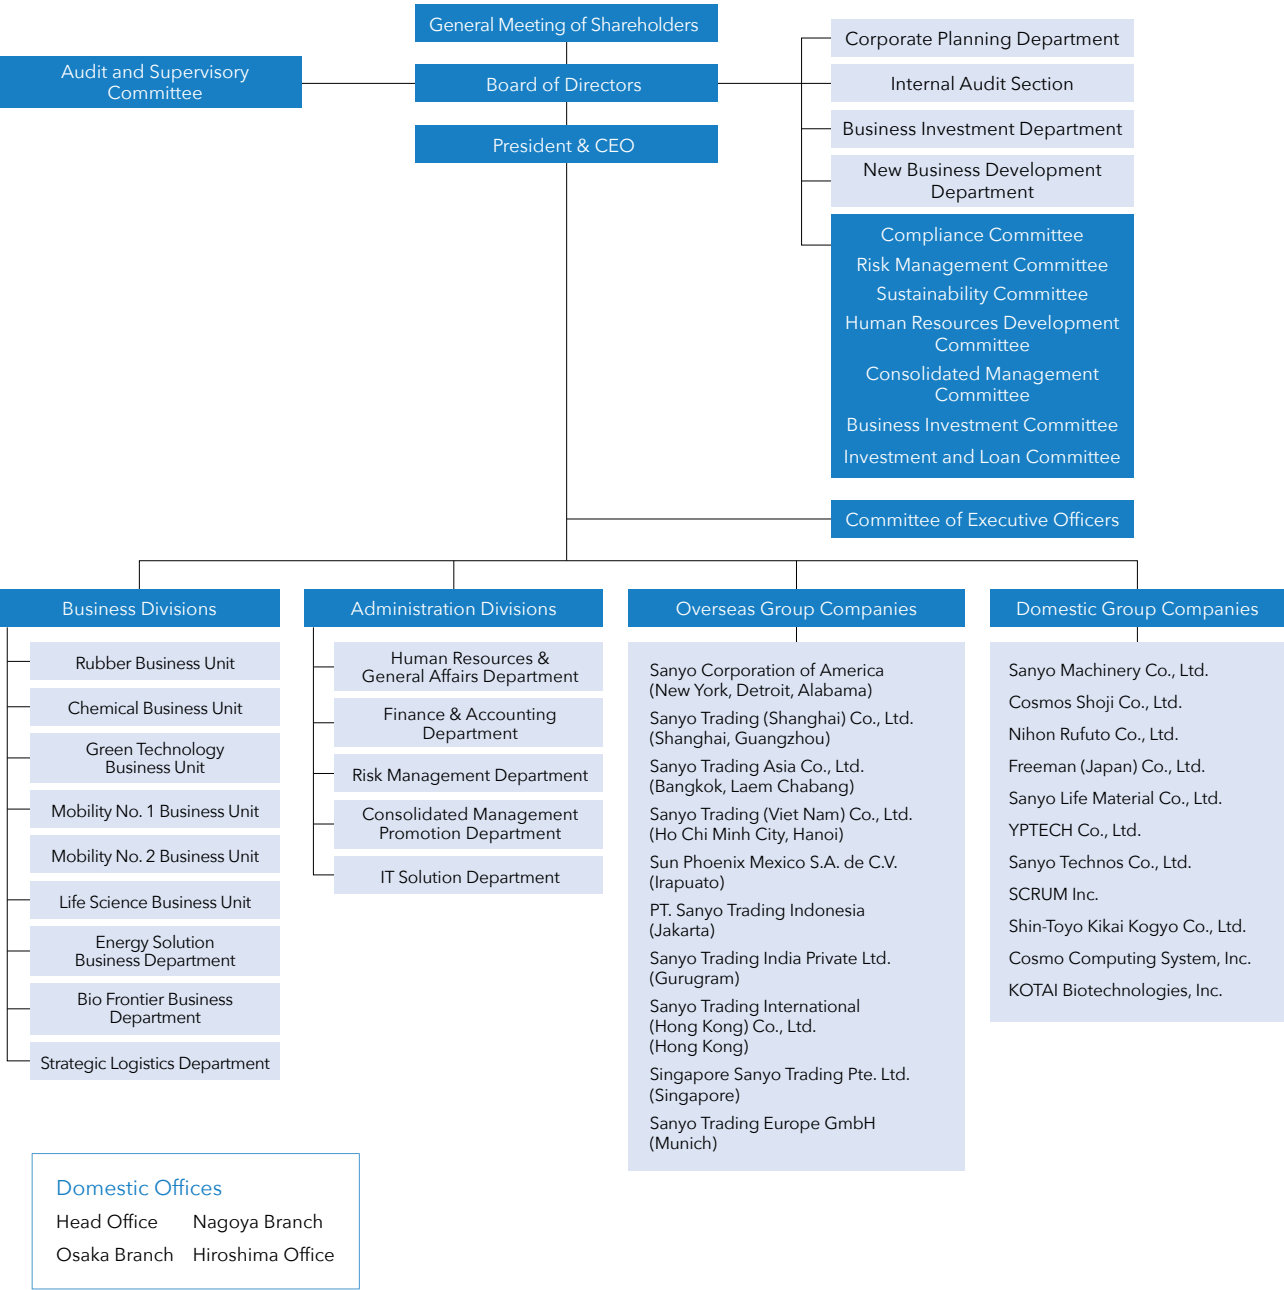 General Meeting of Shareholders
Audit and Supervisory
Committee
Board of Directors
President & CEO
Corporate Planning Department
Internal Audit Section
Business Investment Department
New Business Development
Department
Compliance Committee
Risk Management Committee
Sustainability Committee
Human Resources Development
Committee
Consolidated Management
Committee
Business Investment Committee
Investment and Loan Committee
Committee of Executive Officers
Business Divisions
Rubber Business Unit
Chemical Business Unit
Green Technology
Business Unit
Mobility No. 1 Business Unit
Mobility No. 2 Business Unit
Life Science Business Unit
Energy Solution
Business Department
Bio Frontier Business
Department
Strategic Logistics Department
Administration Divisions
Human Resources &
General Affairs Department
Finance & Accounting
Department
Risk Management Department
Consolidated Management
Promotion Department
IT Solution Department
Overseas Group Companies
Sanyo Corporation of America
(New York, Detroit, Alabama)
Sanyo Trading (Shanghai) Co., Ltd.
(Shanghai, Guangzhou)
Sanyo Trading Asia Co., Ltd.
(Bangkok, Laem Chabang)
Sanyo Trading (Viet Nam) Co., Ltd.
(Ho Chi Minh City, Hanoi)
Sun Phoenix Mexico S.A. de C.V.
(Irapuato)
PT. Sanyo Trading Indonesia
(Jakarta)
Sanyo Trading India Private Ltd.
(Gurugram)
Sanyo Trading International
(Hong Kong) Co., Ltd.
(Hong Kong)
Singapore Sanyo Trading Pte. Ltd.
(Singapore)
Sanyo Trading Europe GmbH
(Munich)
Domestic Group Companies
Sanyo Machinery Co., Ltd.
Cosmos Shoji Co., Ltd.
Nihon Rufuto Co., Ltd.
Freeman (Japan) Co., Ltd.
Sanyo Life Material Co., Ltd.
YPTECH Co., Ltd.
Sanyo Technos Co., Ltd.
SCRUM Inc.
Shin-Toyo Kikai Kogyo Co., Ltd.
Cosmo Computing System, Inc.
KOTAI Biotechnologies, Inc.
Domestic Offices
Head Office Nagoya Branch
Osaka Branch Hiroshima Office